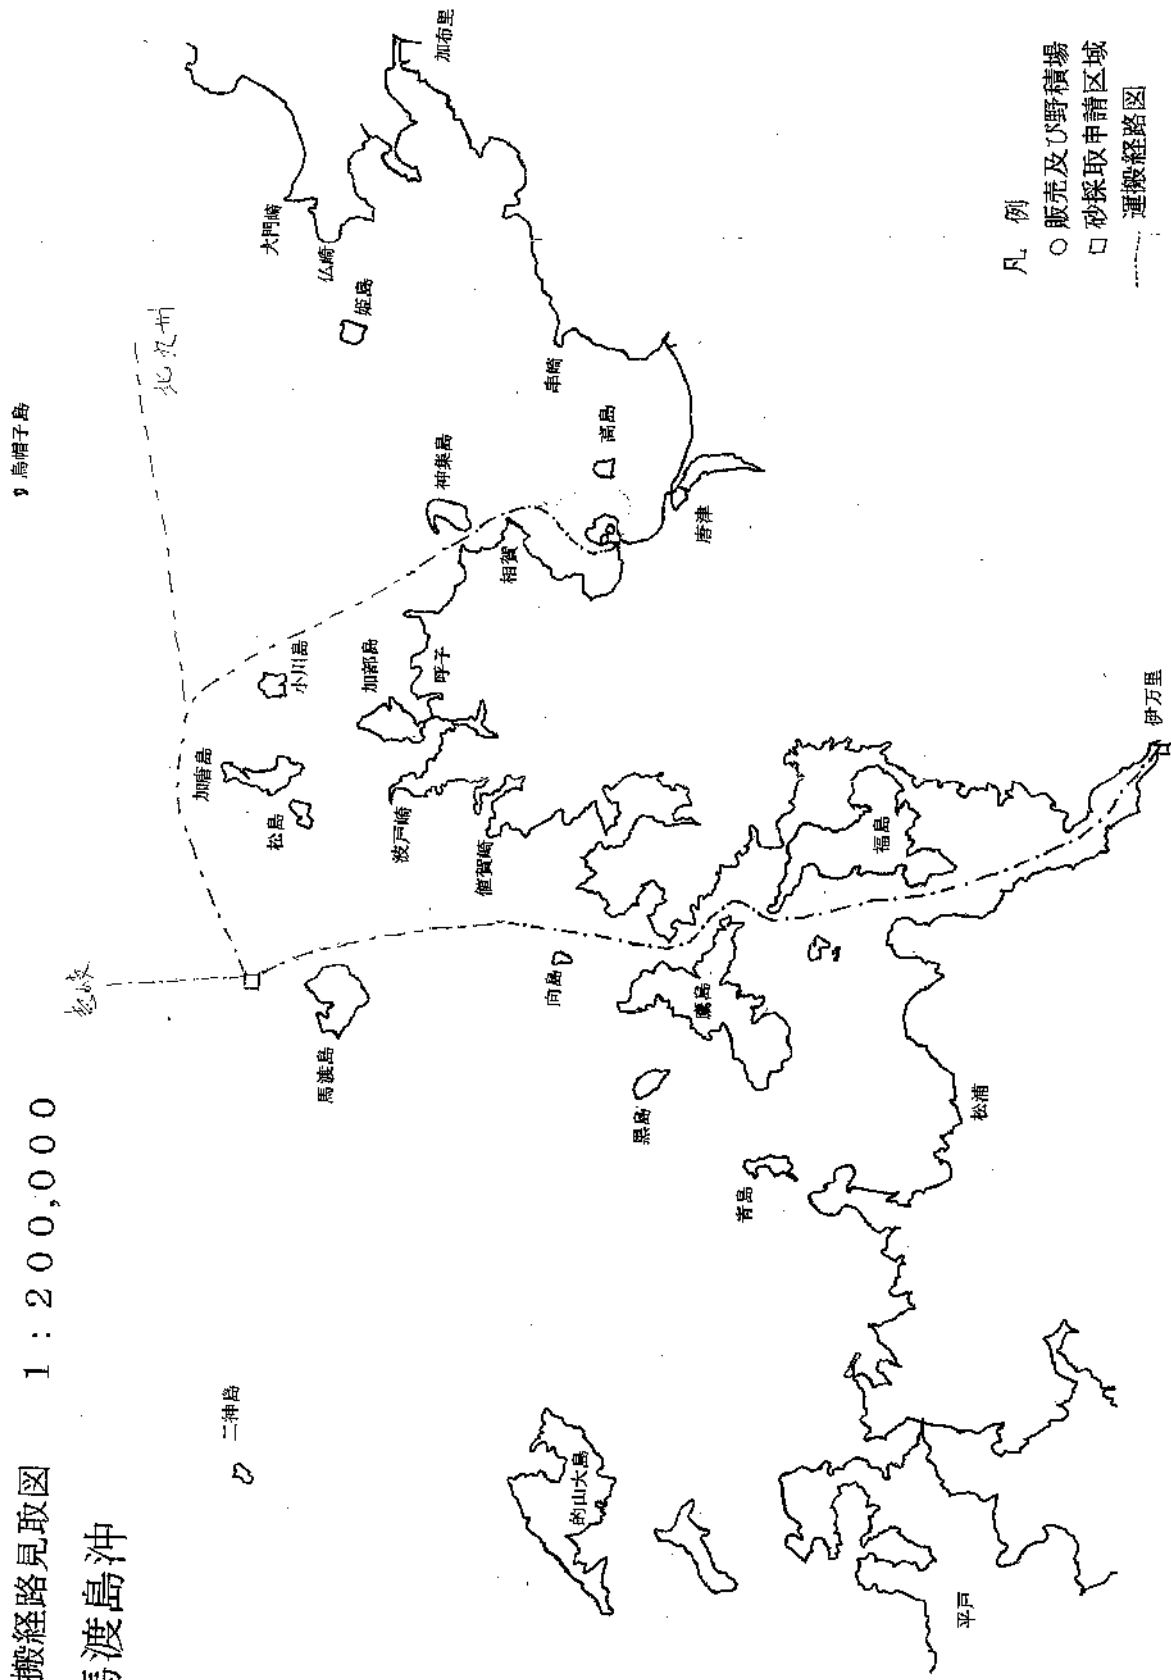 搬経路見取図　１：２００,０００
渡島沖
烏帽子島
壱岐
北九州
二神島
馬渡島
松島
加唐島
小川島
加部島
呼子
波戸崎
値賀崎
神集島
相賀
高島
唐津
串崎
姫島
仏崎
大門崎
加布里
向島
黒島
鷹島
青島
福島
伊万里
松浦
的山大島
平戸
凡　例
○ 販売及び野積場
□ 砂採取申請区域
運搬経路図